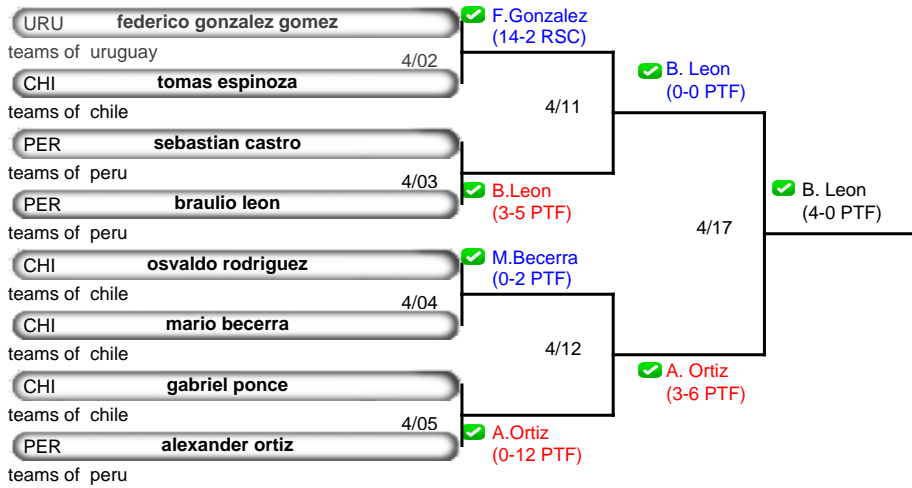 URU federico gonzalez gomez
teams of uruguay
4/02
CHI tomas espinoza
teams of chile
PER sebastian castro
teams of peru
4/03
PER braulio leon
teams of peru
CHI osvaldo rodriguez
teams of chile
4/04
CHI mario becerra
teams of chile
CHI gabriel ponce
teams of chile
4/05
PER alexander ortiz
teams of peru
F.Gonzalez
(14-2 RSC)
4/11
B.Leon
(3-5 PTF)
M.Becerra
(0-2 PTF)
4/12
A.Ortiz
(0-12 PTF)
B. Leon
(0-0 PTF)
4/17
A. Ortiz
(3-6 PTF)
B. Leon
(4-0 PTF)